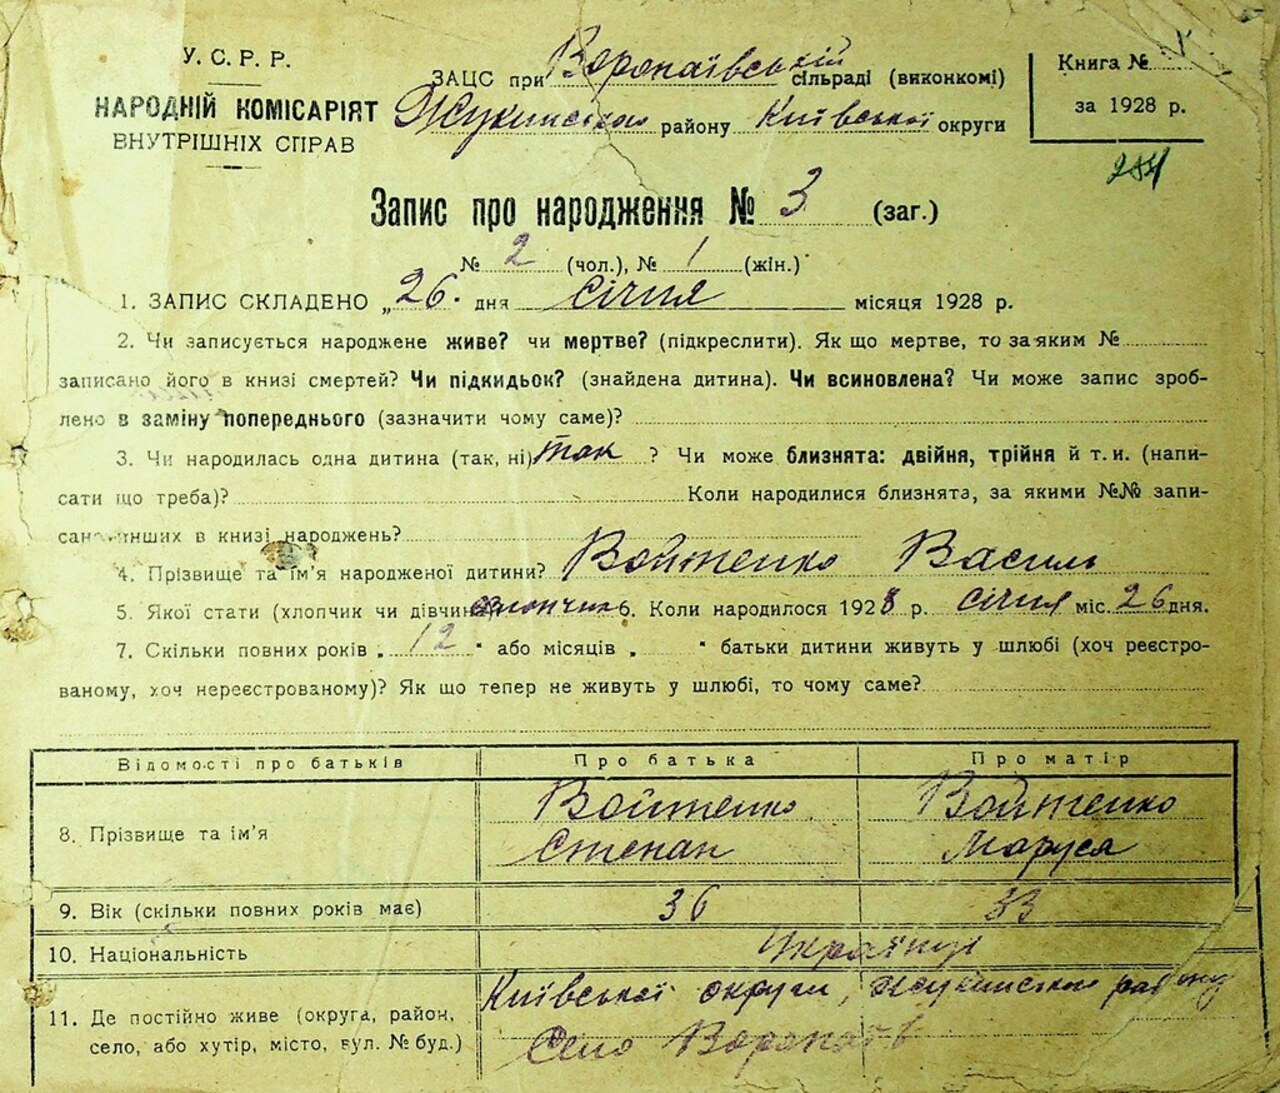 У. С. Р. Р.
НАРОДНІЙ КОМІСАРІЯТ
ВНУТРІШНІХ СПРАВ
ЗАЦС при Воропаївській сільраді (виконкомі)
Жукинського району Київської округи
Книга №
за 1928 р.
284
Запис про народження № 3 (заг.)
№ 2 (чол.), № 1 (жін.)
1. ЗАПИС СКЛАДЕНО „26. дня січня місяця 1928 р.
2. Чи записується народжене живе? чи мертве? (підкреслити). Як що мертве, то за яким №
записано його в книзі смертей? Чи підкидьок? (знайдена дитина). Чи всиновлена? Чи може запис зроб-
лено в заміну попереднього (зазначити чому саме)?
3. Чи народилась одна дитина (так, ні) так ? Чи може близнята: двійня, трійня й т. и. (напи-
сати що треба)? Коли народилися близнята, за якими №№ запи-
сано інших в книзі народжень?
4. Прізвище та ім'я народженої дитини? Войтенко Василь
5. Якої стати (хлопчик чи дівчина) хлопчик 6. Коли народилося 1928 р. січня міс. 26 дня.
7. Скільки повних років „ 12 " або місяців „ " батьки дитини живуть у шлюбі (хоч реєстро-
ваному, хоч нереєстрованому)? Як що тепер не живуть у шлюбі, то чому саме?
Відомости про батьків Про батька Про матір
8. Прізвище та ім'я Войтенко Степан Войтенко Маруся
9. Вік (скільки повних років має) 36 33
10. Національність Українці
11. Де постійно живе (округа, район, село, або хутір, місто, вул. № буд.) Київської округи, Жукинського району
Село Воропаїв